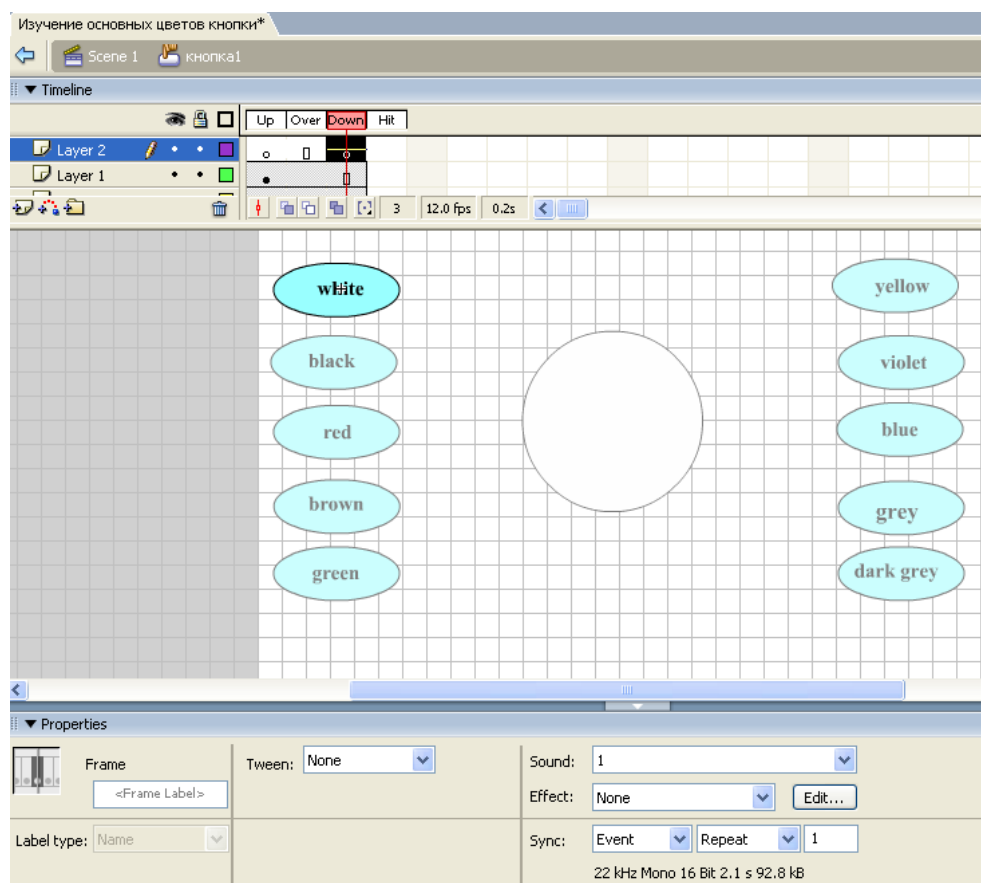 Изучение основных цветов кнопки*
Scene 1 кнопка1
Timeline
Up Over Down Hit
Layer 2
Layer 1
3 12.0 fps 0.2s
white yellow
black violet
red blue
brown grey
green dark grey
Properties
Frame Tween: None Sound: 1
<Frame Label> Effect: None Edit...
Label type: Name Sync: Event Repeat 1
22 kHz Mono 16 Bit 2.1 s 92.8 kB